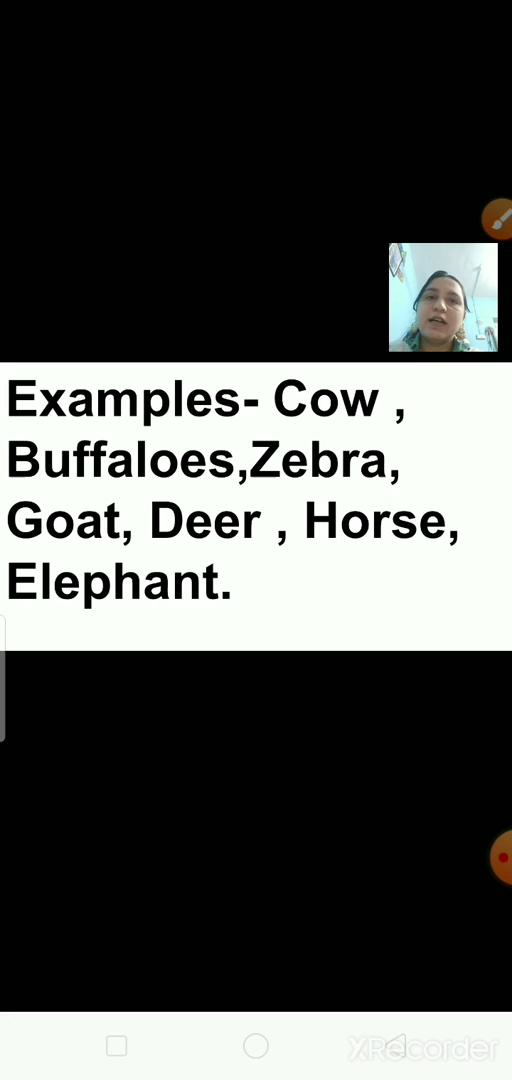 Examples- Cow ,
Buffaloes,Zebra,
Goat, Deer , Horse,
Elephant.
XRecorder